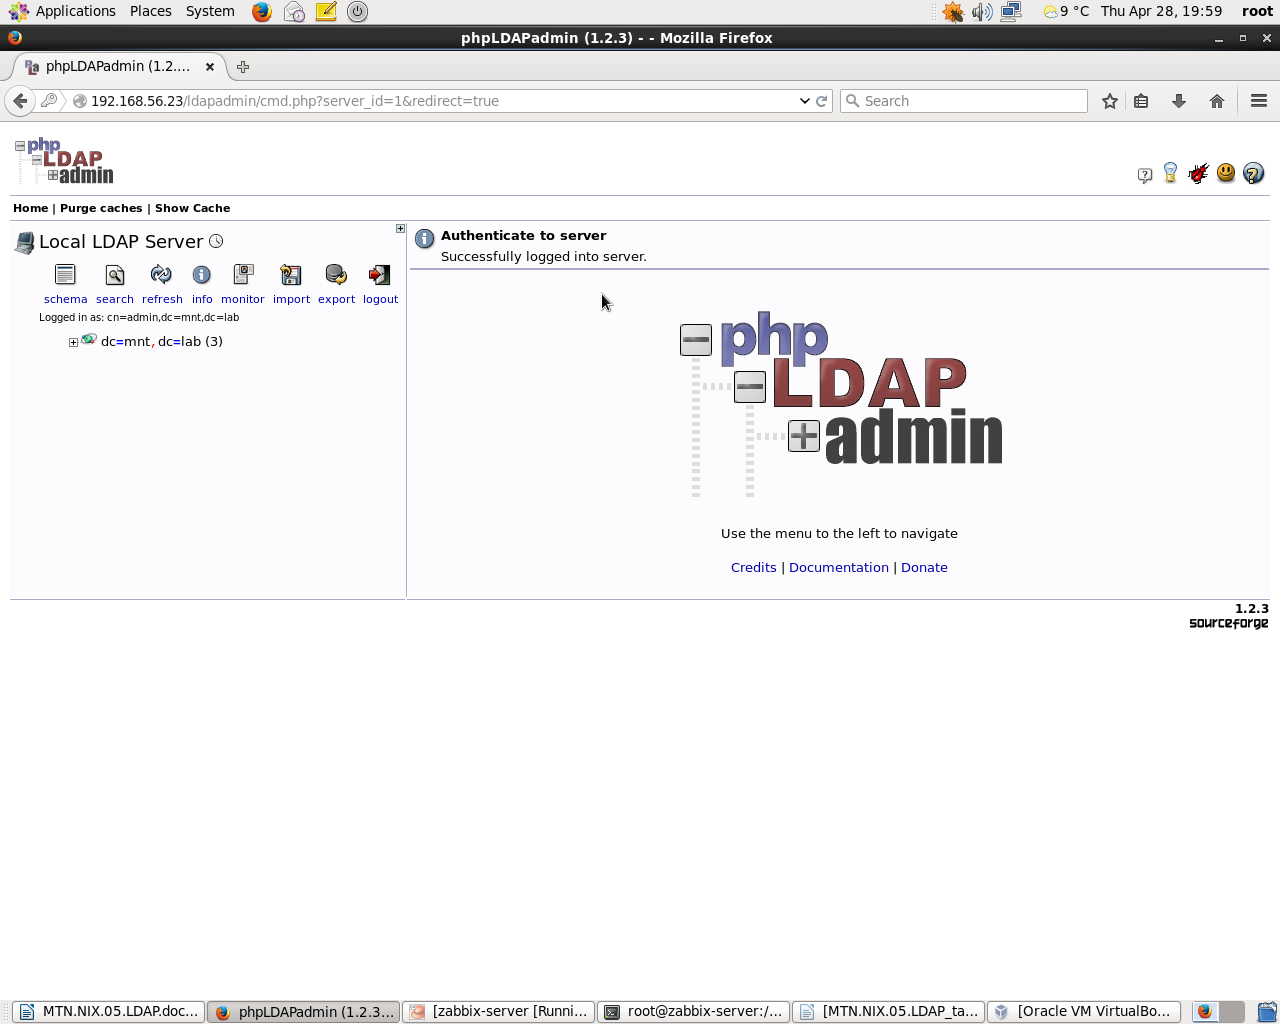 Applications Places System 9 °C Thu Apr 28, 19:59 root
phpLDAPadmin (1.2.3) - - Mozilla Firefox
phpLDAPadmin (1.2....
192.168.56.23/ldapadmin/cmd.php?server_id=1&redirect=true Search
php
LDAP
admin
Home | Purge caches | Show Cache
Local LDAP Server
schema search refresh info monitor import export logout
Logged in as: cn=admin,dc=mnt,dc=lab
dc=mnt, dc=lab (3)
Authenticate to server
Successfully logged into server.
php
LDAP
admin
Use the menu to the left to navigate
Credits | Documentation | Donate
1.2.3
sourceforge
MTN.NIX.05.LDAP.doc... phpLDAPadmin (1.2.3... [zabbix-server [Runni... root@zabbix-server:/... [MTN.NIX.05.LDAP_ta... [Oracle VM VirtualBo...